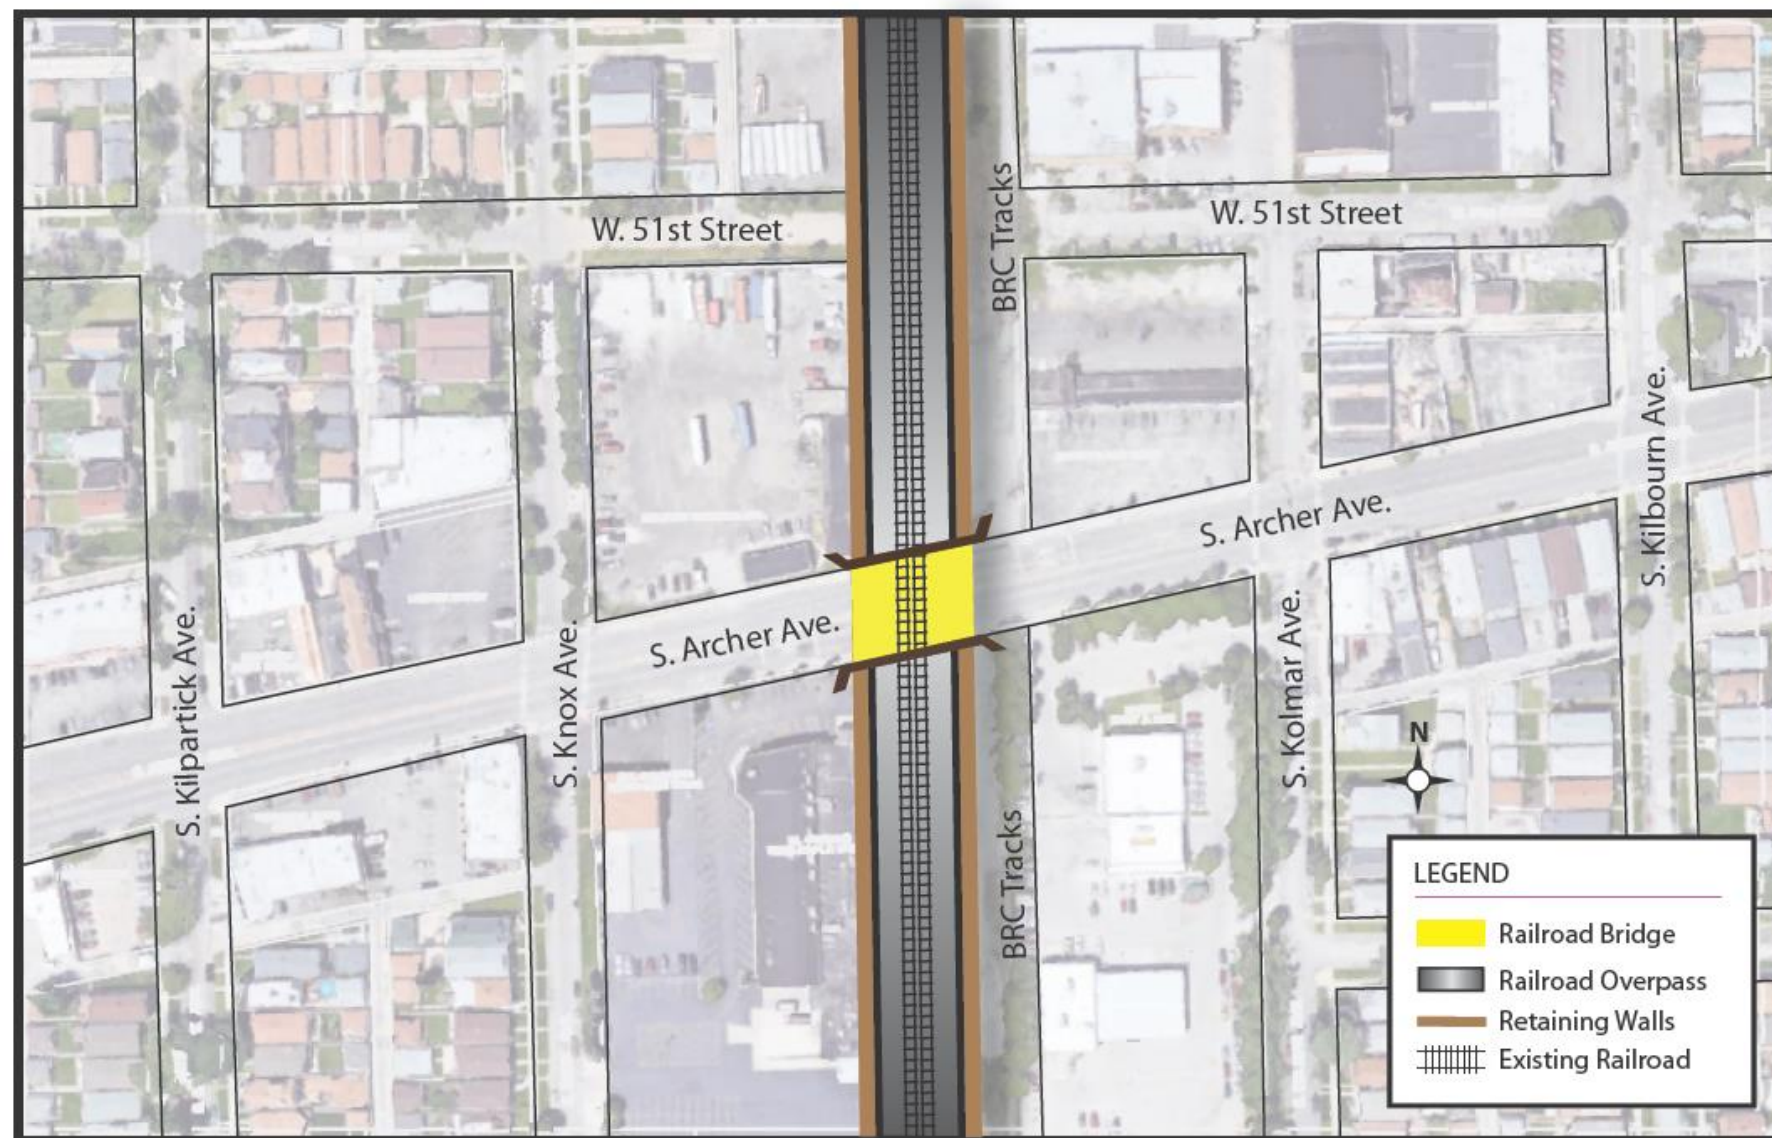 W. 51st Street
W. 51st Street
BRC Tracks
S. Kilbourn Ave.
S. Archer Ave.
S. Archer Ave.
S. Kilpartick Ave.
S. Knox Ave.
S. Kolmar Ave.
N
BRC Tracks
LEGEND
Railroad Bridge
Railroad Overpass
Retaining Walls
Existing Railroad